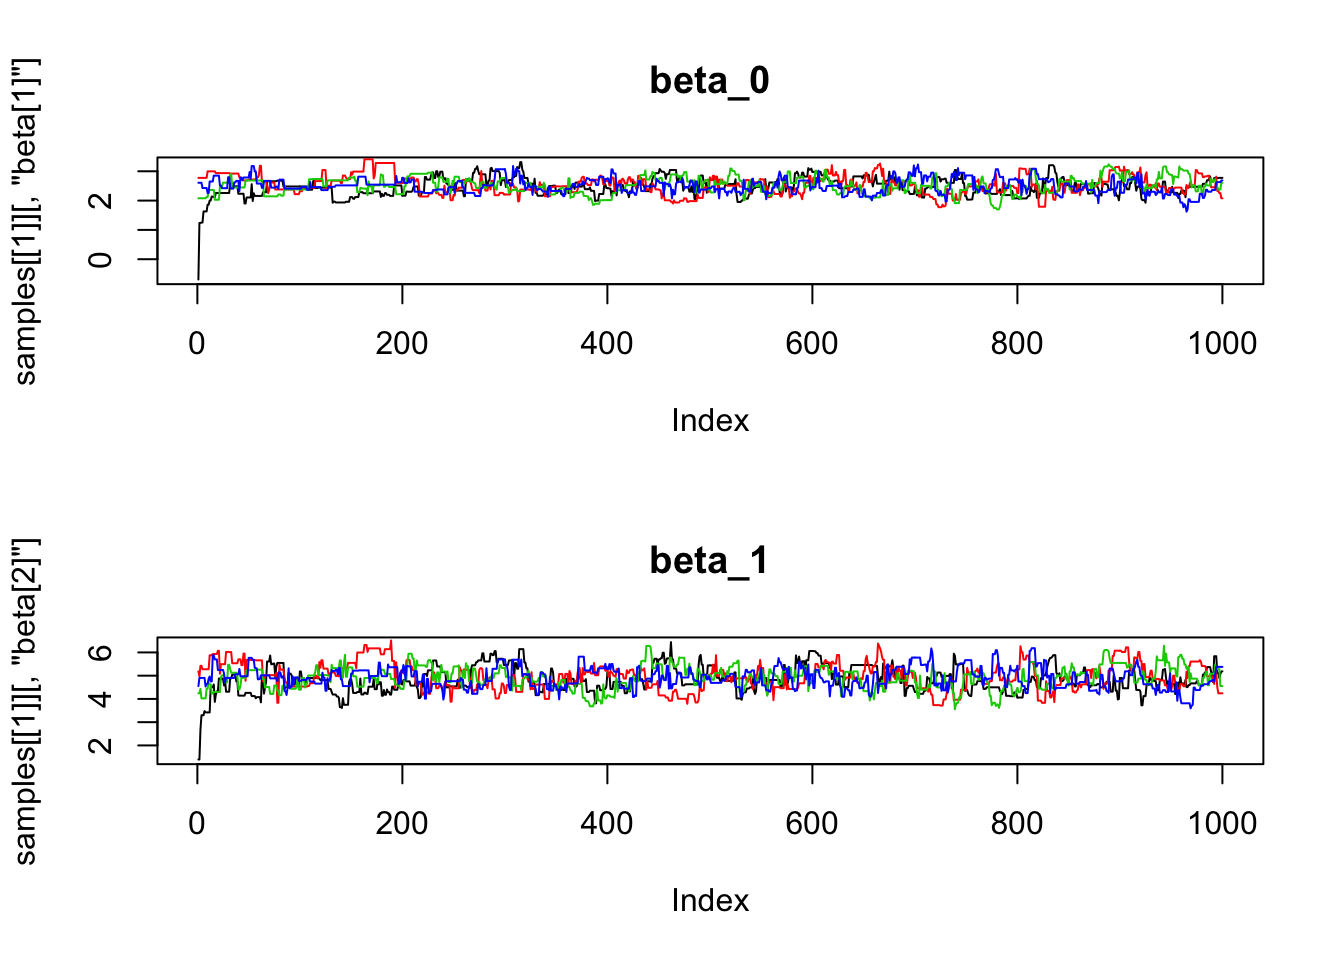 beta_0
samples[[1]][, "beta[1]"]
2
0
0 200 400 600 800 1000
Index
beta_1
samples[[1]][, "beta[2]"]
6
4
2
0 200 400 600 800 1000
Index